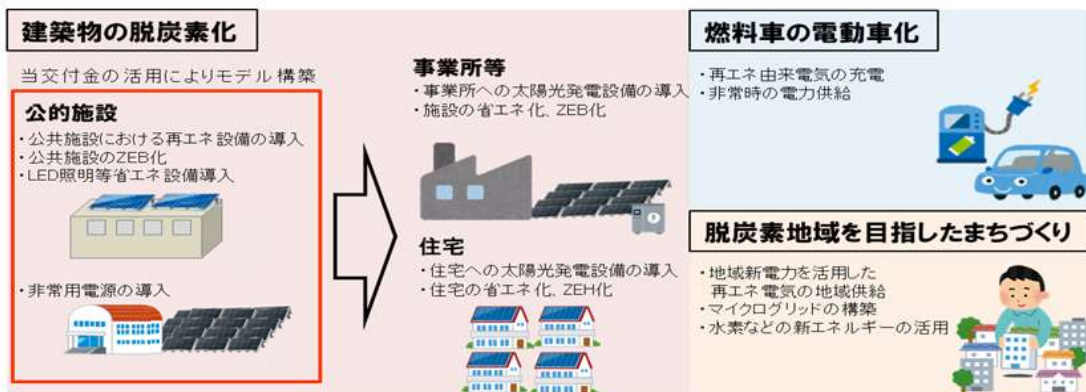 建築物の脱炭素化
当交付金の活用によりモデル構築
公的施設
・公共施設における再エネ設備の導入
・公共施設のZEB化
・LED照明等省エネ設備導入
・非常用電源の導入
事業所等
・事業所への太陽光発電設備の導入
・施設の省エネ化、ZEB化
住宅
・住宅への太陽光発電設備の導入
・住宅の省エネ化、ZEH化
燃料車の電動車化
・再エネ由来電気の充電
・非常時の電力供給
脱炭素地域を目指したまちづくり
・地域新電力を活用した
再エネ電気の地域供給
・マイクログリッドの構築
・水素などの新エネルギーの活用